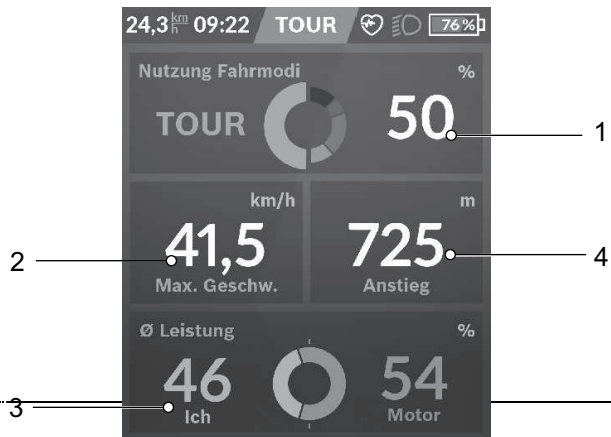 24,3 km/h 09:22 TOUR 76%
Nutzung Fahrmodi %
TOUR 50
1
km/h
41,5
Max. Geschw.
2
m
725
Anstieg
4
Ø Leistung %
46 54
Ich Motor
3